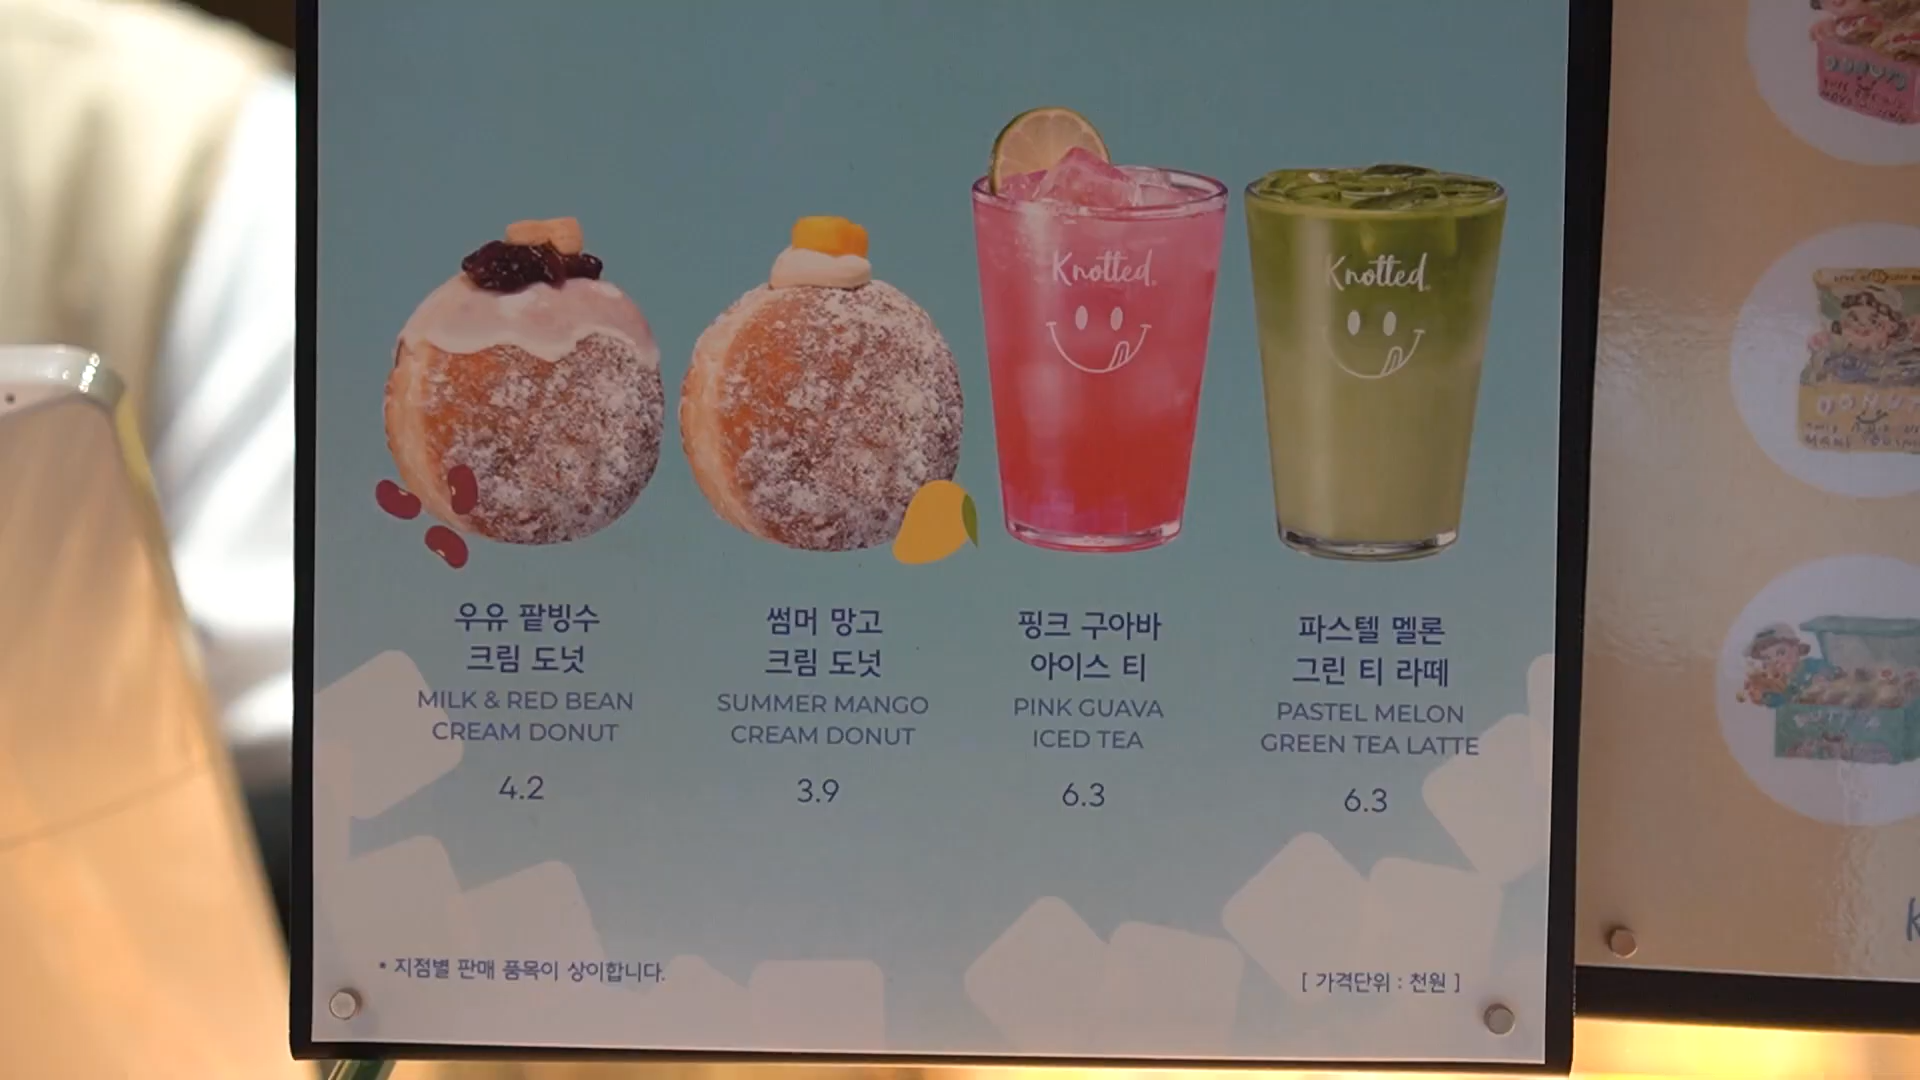 Knotted
Knotted
우유 팥빙수
크림 도넛
MILK & RED BEAN
CREAM DONUT
4.2
썸머 망고
크림 도넛
SUMMER MANGO
CREAM DONUT
3.9
핑크 구아바
아이스 티
PINK GUAVA
ICED TEA
6.3
파스텔 멜론
그린 티 라떼
PASTEL MELON
GREEN TEA LATTE
6.3
* 지점별 판매 품목이 상이합니다.
[ 가격단위 : 천원 ]